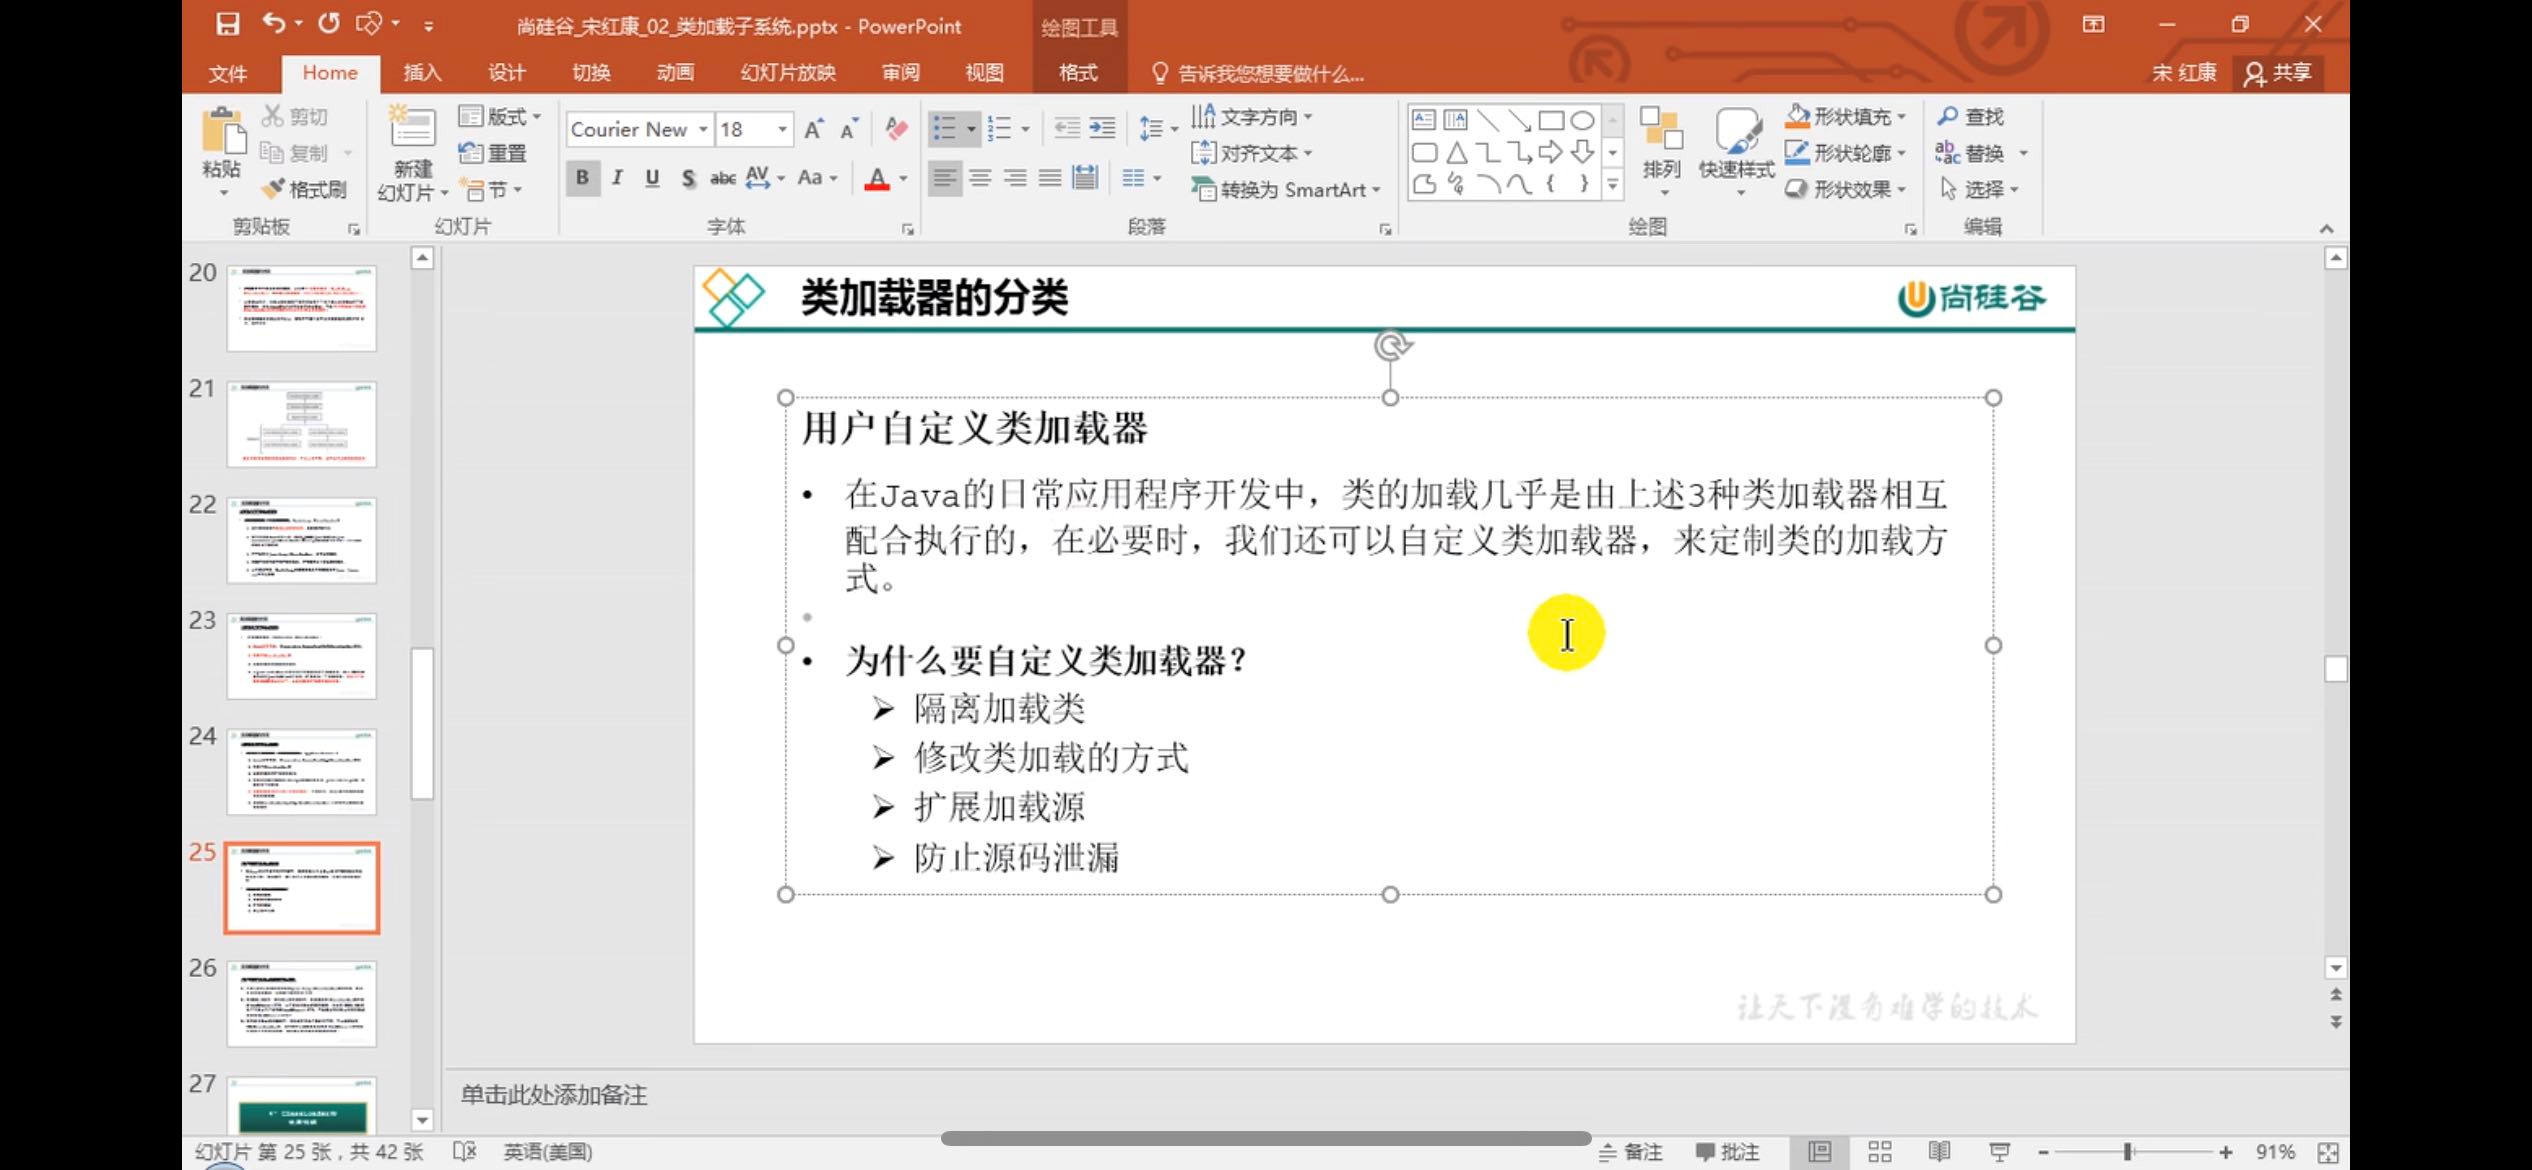 尚硅谷_宋红康_02_类加载子系统.pptx - PowerPoint
绘图工具
文件 Home 插入 设计 切换 动画 幻灯片放映 审阅 视图 格式 告诉我您想要做什么... 宋 红康 共享
粘贴 剪切 复制 格式刷
剪贴板
新建幻灯片 版式 重置 节
幻灯片
Courier New 18
B I U S abc AV Aa A
字体
文字方向
对齐文本
转换为 SmartArt
段落
排列 快速样式
形状填充
形状轮廓
形状效果
绘图
查找
替换
选择
编辑
20
21
22
23
24
25
26
27
类加载器的分类
尚硅谷
用户自定义类加载器
• 在Java的日常应用程序开发中，类的加载几乎是由上述3种类加载器相互
配合执行的，在必要时，我们还可以自定义类加载器，来定制类的加载方
式。
• 为什么要自定义类加载器？
➢ 隔离加载类
➢ 修改类加载的方式
➢ 扩展加载源
➢ 防止源码泄漏
让天下没有难学的技术
单击此处添加备注
幻灯片 第 25 张，共 42 张 英语(美国) 备注 批注 91%